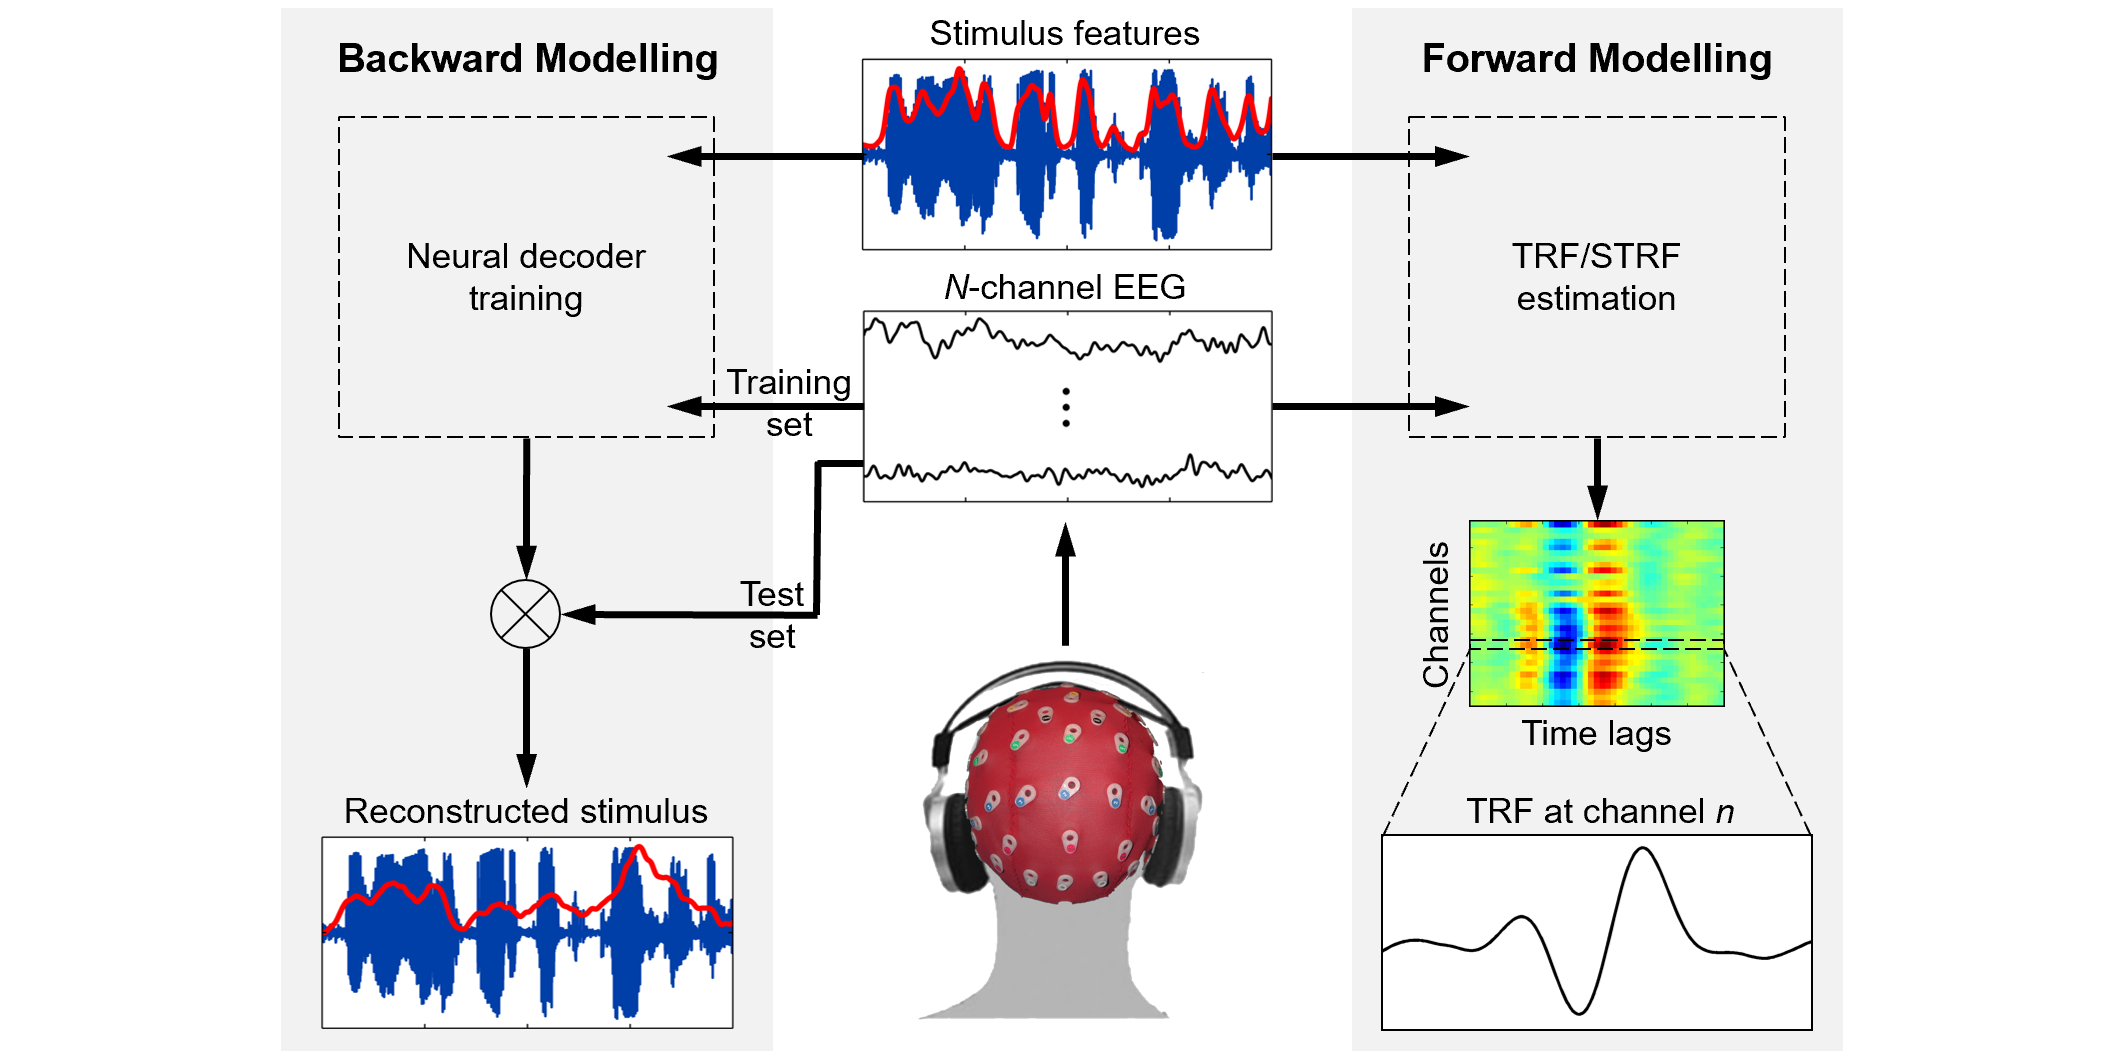 Stimulus features
Backward Modelling
Forward Modelling
Neural decoder
training
TRF/STRF
estimation
N-channel EEG
Training
set
Test
set
Channels
Time lags
Reconstructed stimulus
TRF at channel n